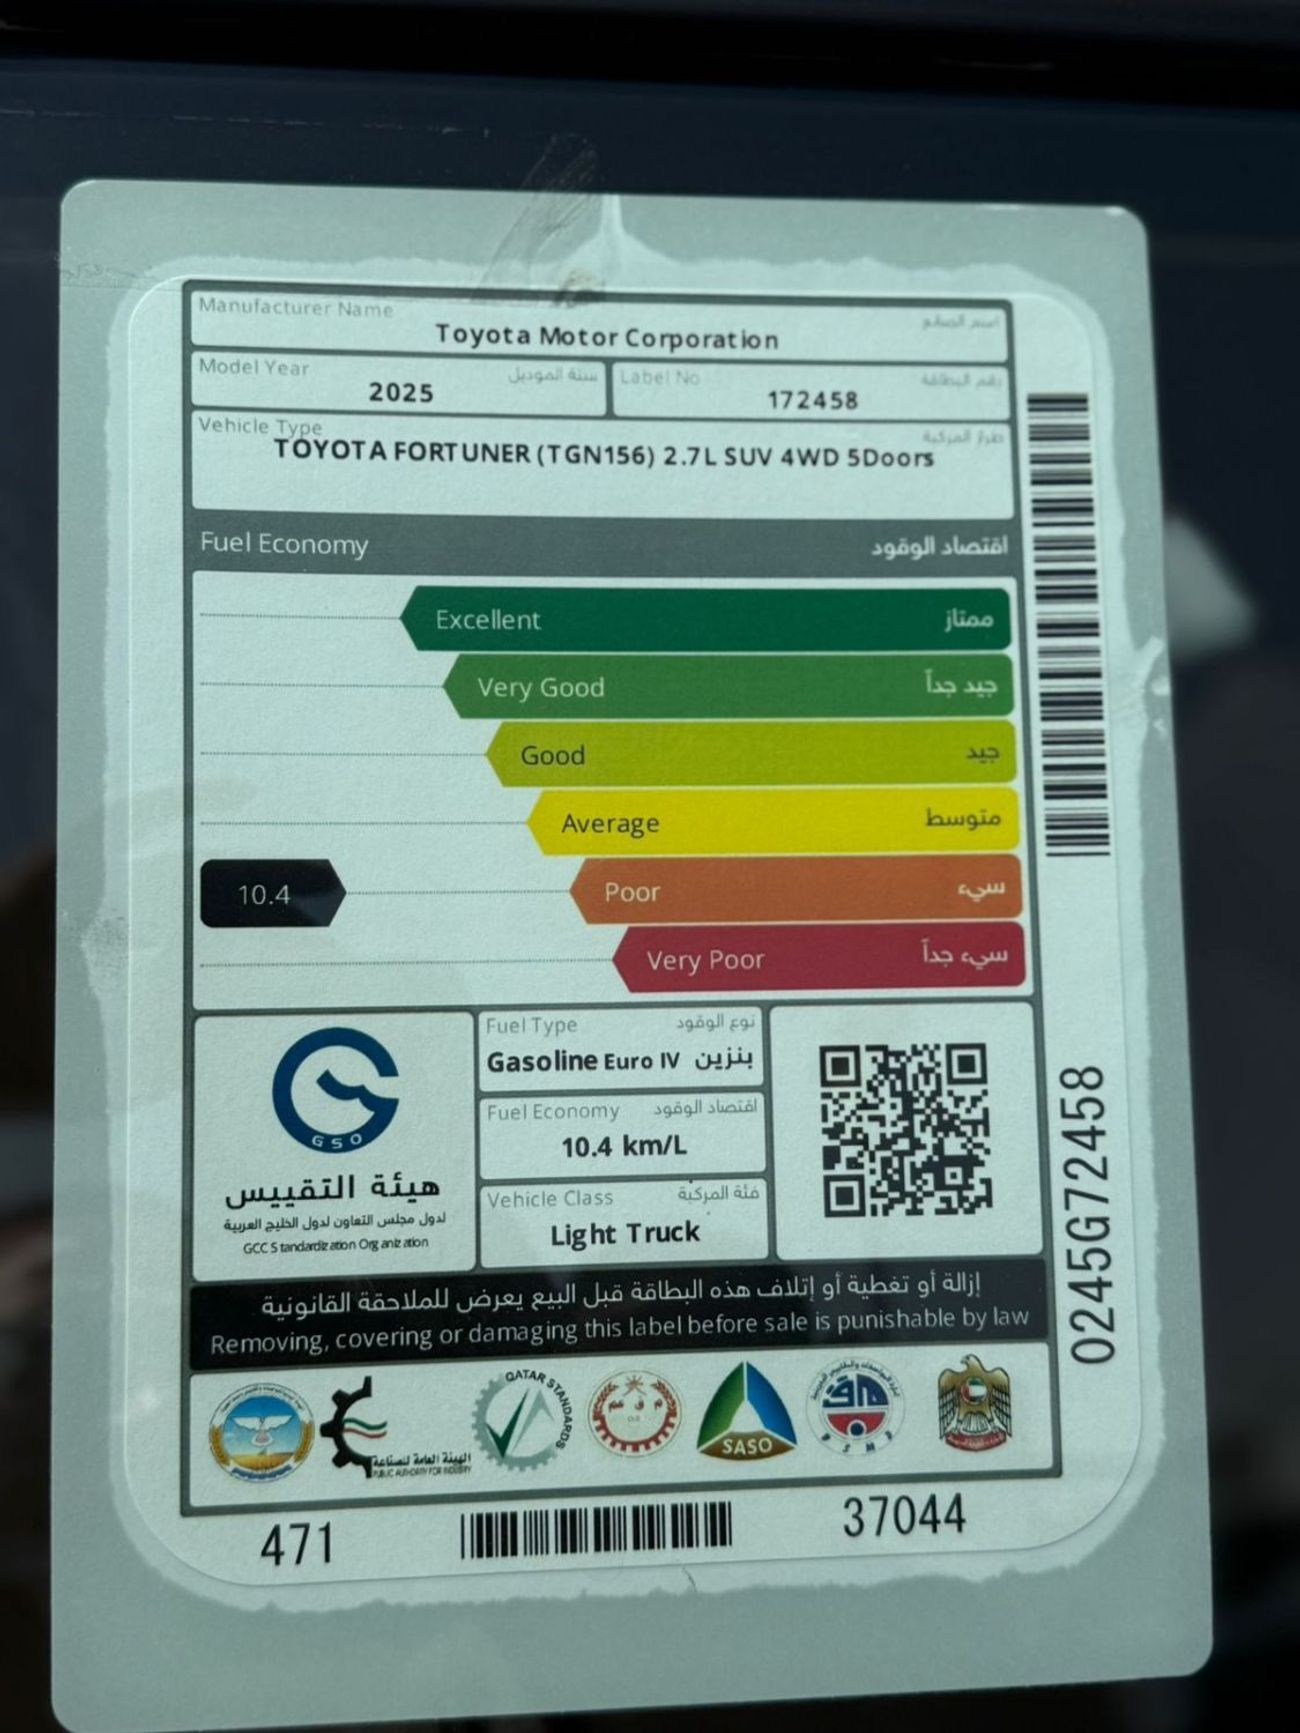 Manufacturer Name اسم الصانع
Toyota Motor Corporation
Model Year سنة الموديل
2025
Label No رقم البطاقة
172458
Vehicle Type طراز المركبة
TOYOTA FORTUNER (TGN156) 2.7L SUV 4WD 5Doors
Fuel Economy اقتصاد الوقود
Excellent ممتاز
Very Good جيد جداً
Good جيد
Average متوسط
10.4 Poor سيء
Very Poor سيء جداً
GSO
هيئة التقييس
لدول مجلس التعاون لدول الخليج العربية
GCC Standardization Organization
Fuel Type نوع الوقود
Gasoline Euro IV بنزين
Fuel Economy اقتصاد الوقود
10.4 km/L
Vehicle Class فئة المركبة
Light Truck
إزالة أو تغطية أو إتلاف هذه البطاقة قبل البيع يعرض للملاحقة القانونية
Removing, covering or damaging this label before sale is punishable by law
الهيئة العامة للصناعة
PUBLIC AUTHORITY FOR INDUSTRY
QATAR STANDARDS
م و ع م
SASO
PSMP
471
37044
0245G72458